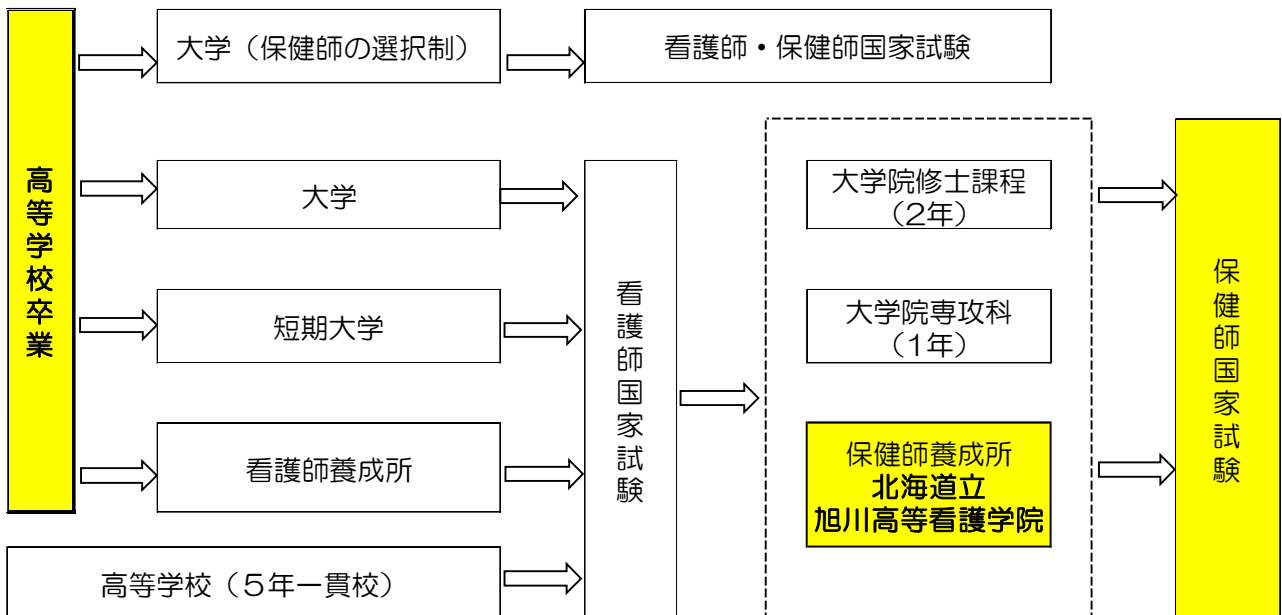 大学（保健師の選択制）
看護師・保健師国家試験
高等学校卒業
大学
短期大学
看護師養成所
高等学校（５年一貫校）
看護師国家試験
大学院修士課程
（2年）
大学院専攻科
（1年）
保健師養成所
北海道立
旭川高等看護学院
保健師国家試験